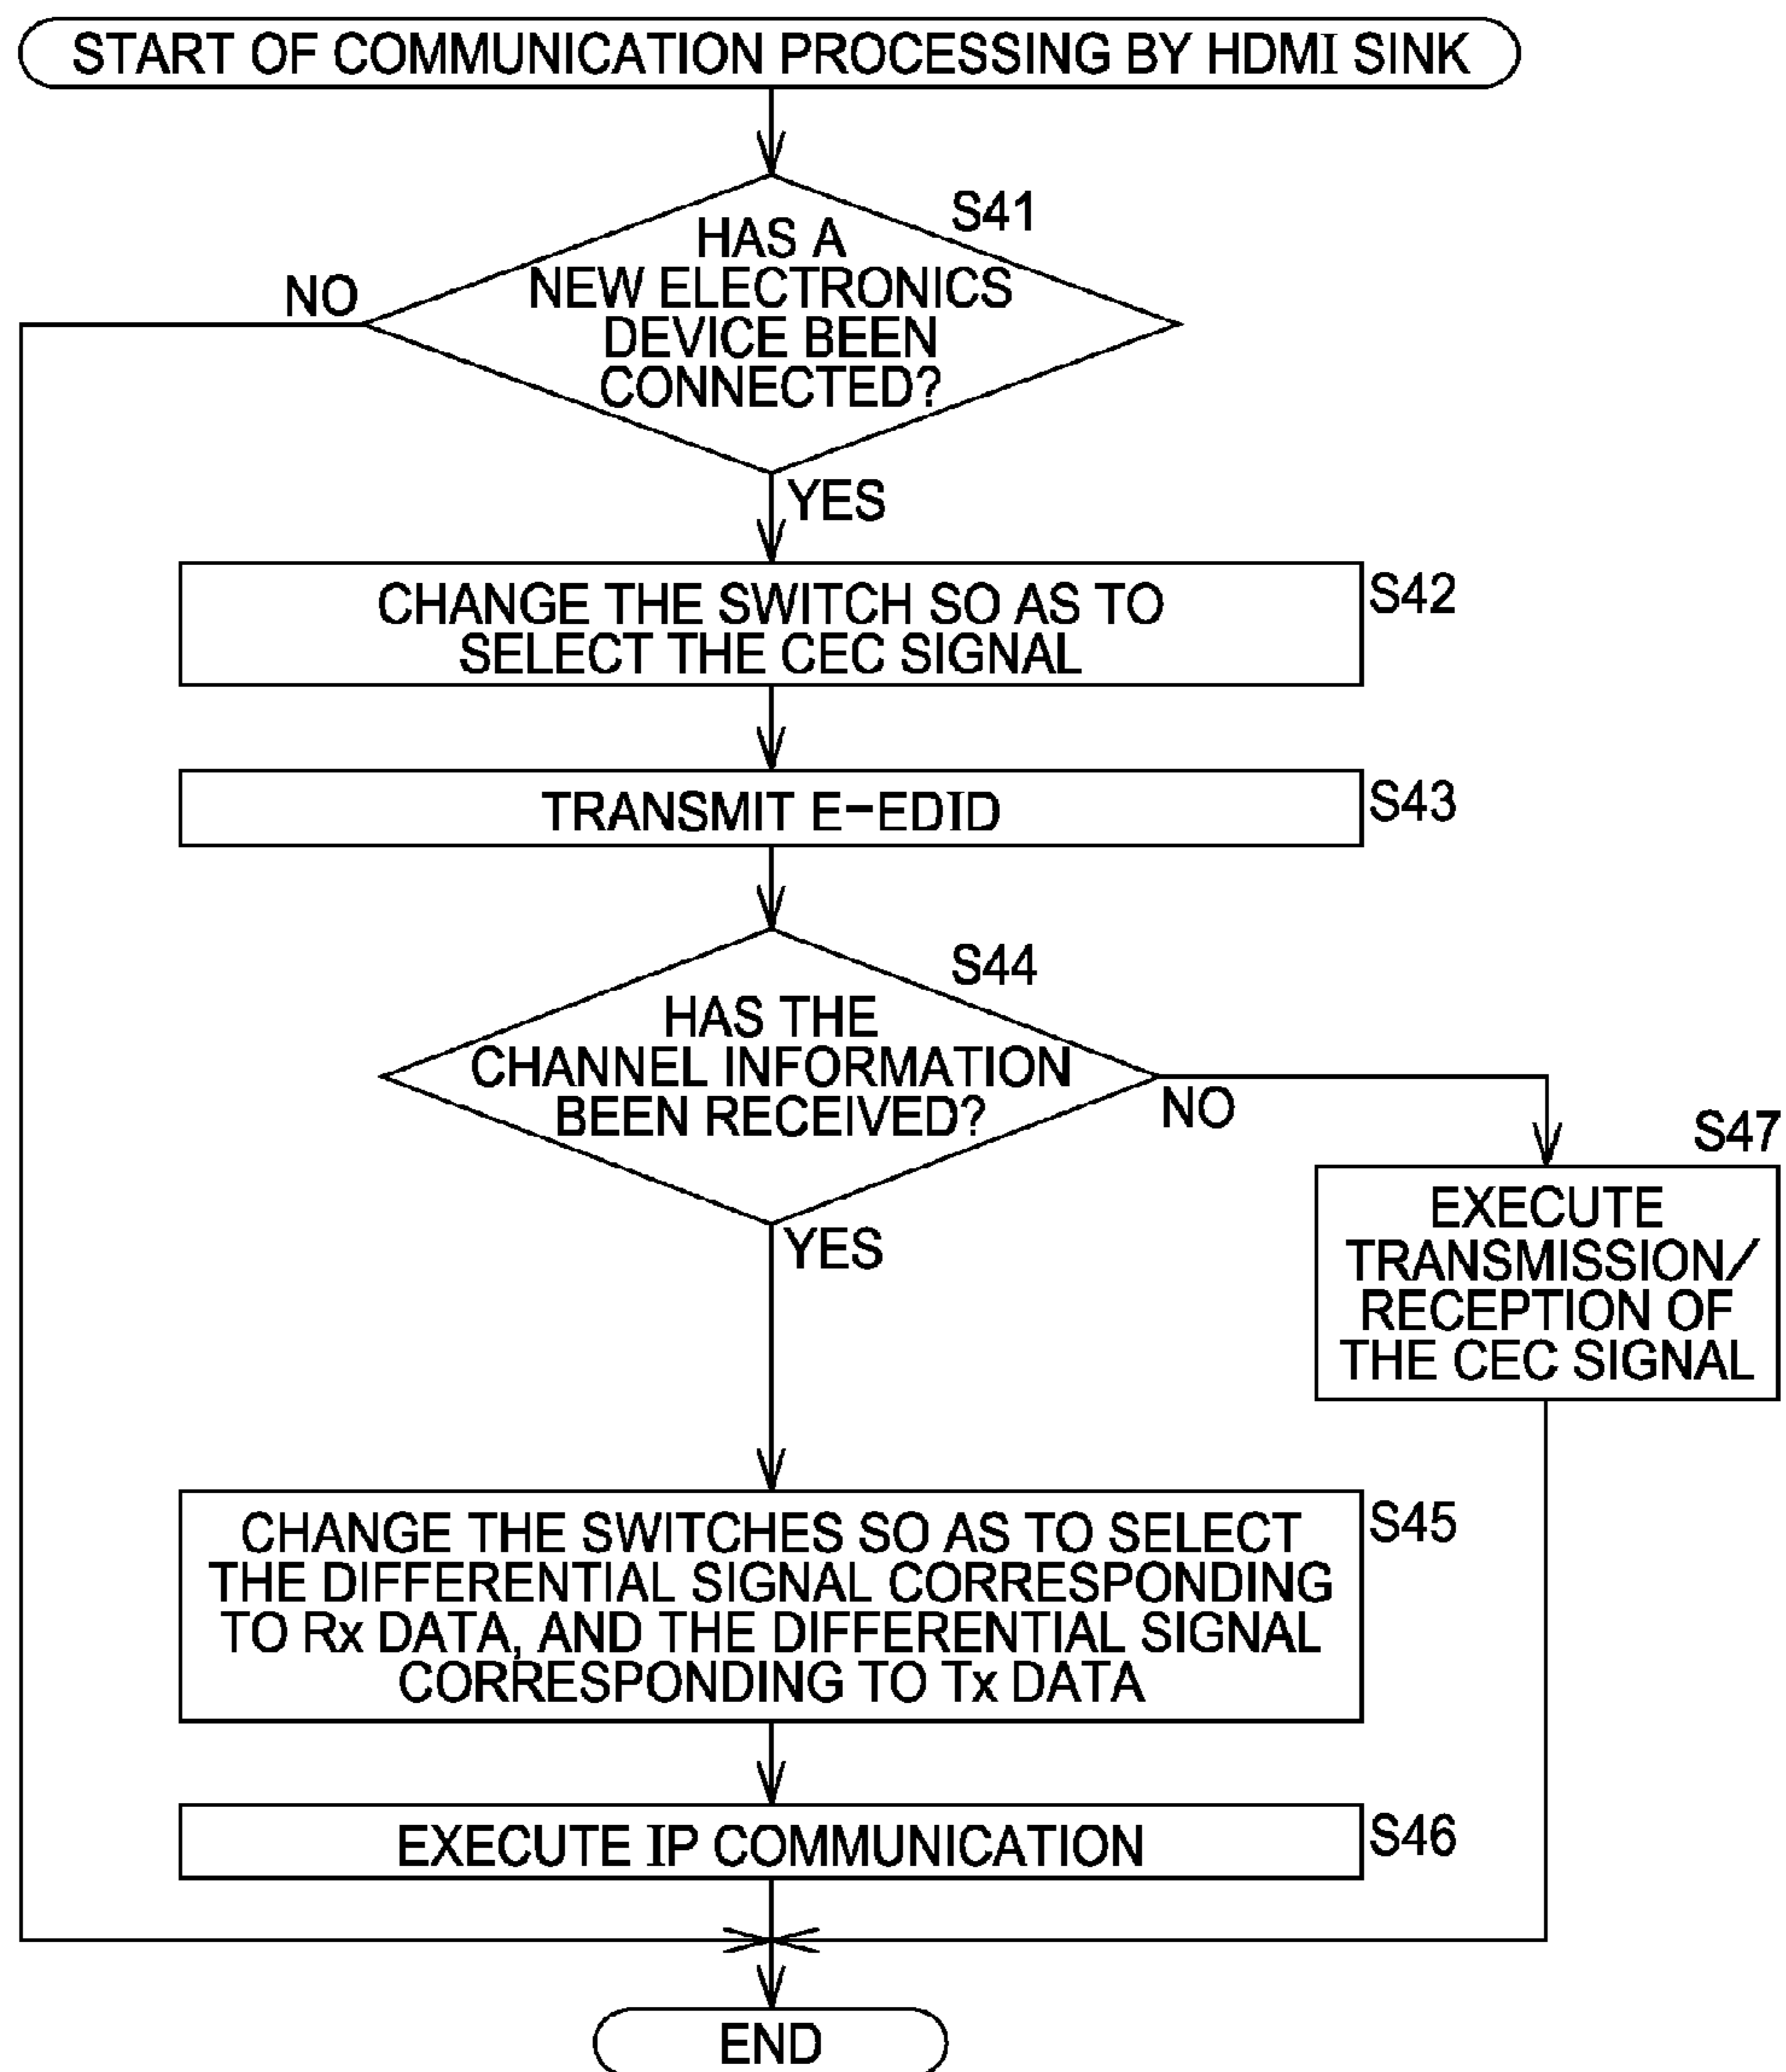 START OF COMMUNICATION PROCESSING BY HDMI SINK
S41
HAS A
NEW ELECTRONICS
DEVICE BEEN
CONNECTED?
NO
YES
S42
CHANGE THE SWITCH SO AS TO
SELECT THE CEC SIGNAL
S43
TRANSMIT E-EDID
S44
HAS THE
CHANNEL INFORMATION
BEEN RECEIVED?
NO
YES
S47
EXECUTE
TRANSMISSION/
RECEPTION OF
THE CEC SIGNAL
S45
CHANGE THE SWITCHES SO AS TO SELECT
THE DIFFERENTIAL SIGNAL CORRESPONDING
TO Rx DATA, AND THE DIFFERENTIAL SIGNAL
CORRESPONDING TO Tx DATA
S46
EXECUTE IP COMMUNICATION
END